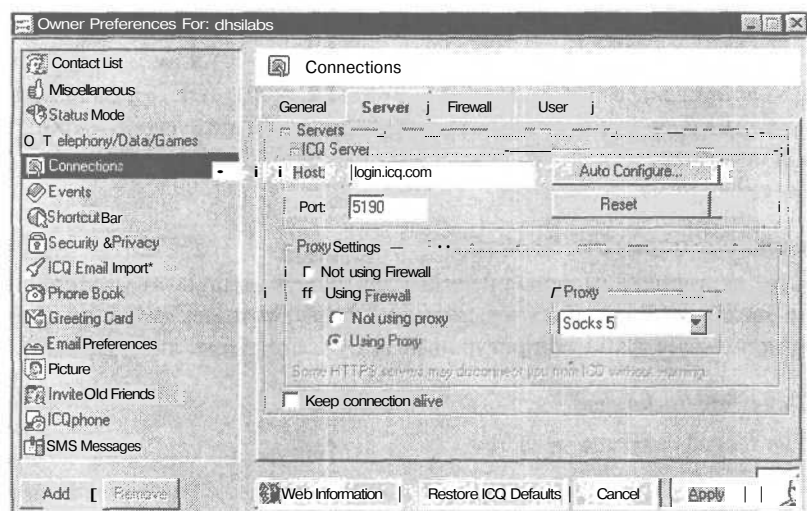 Owner Preferences For: dhsilabs
Contact List
Miscellaneous
Status Mode
Telephony/Data/Games
Connections
Events
Shortcut Bar
Security & Privacy
ICQ Email Import*
Phone Book
Greeting Card
Email Preferences
Picture
Invite Old Friends
ICQphone
SMS Messages
Add Remove
Connections
General Server Firewall User
Servers
ICQ Server
Host: login.icq.com Auto Configure...
Port: 5190 Reset
Proxy Settings
Not using Firewall
Using Firewall
Not using proxy
Using Proxy
Proxy
Socks 5
Some HTTPS servers may disconnect you from ICQ without warning.
Keep connection alive
Web Information Restore ICQ Defaults Cancel Apply